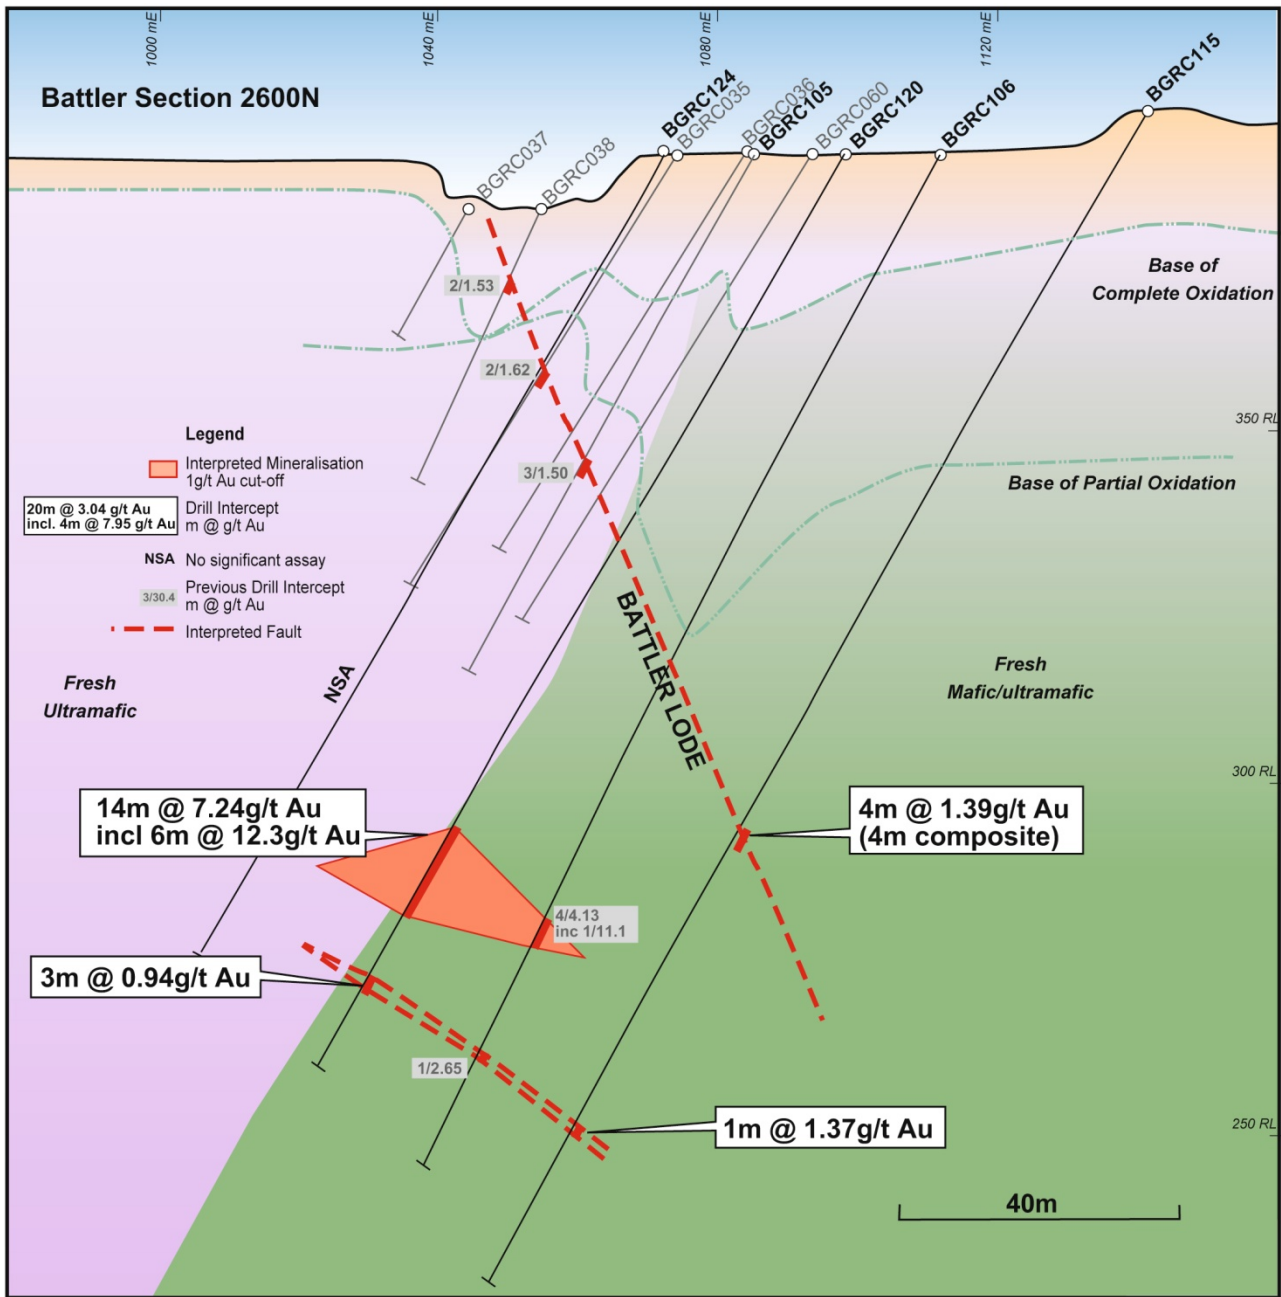 1000 mE
1040 mE
1080 mE
1120 mE
Battler Section 2600N
BGRC037
BGRC038
BGRC124
BGRC035
BGRC036
BGRC105
BGRC060
BGRC120
BGRC106
BGRC115
Base of
Complete Oxidation
2/1.53
2/1.62
3/1.50
350 RL
Base of Partial Oxidation
Legend
Interpreted Mineralisation
1g/t Au cut-off
20m @ 3.04 g/t Au
incl. 4m @ 7.95 g/t Au
Drill Intercept
m @ g/t Au
NSA
No significant assay
3/30.4
Previous Drill Intercept
m @ g/t Au
Interpreted Fault
BATTLER LODE
NSA
Fresh
Ultramafic
Fresh
Mafic/ultramafic
300 RL
14m @ 7.24g/t Au
incl 6m @ 12.3g/t Au
4m @ 1.39g/t Au
(4m composite)
4/4.13
inc 1/11.1
3m @ 0.94g/t Au
1/2.65
1m @ 1.37g/t Au
250 RL
40m